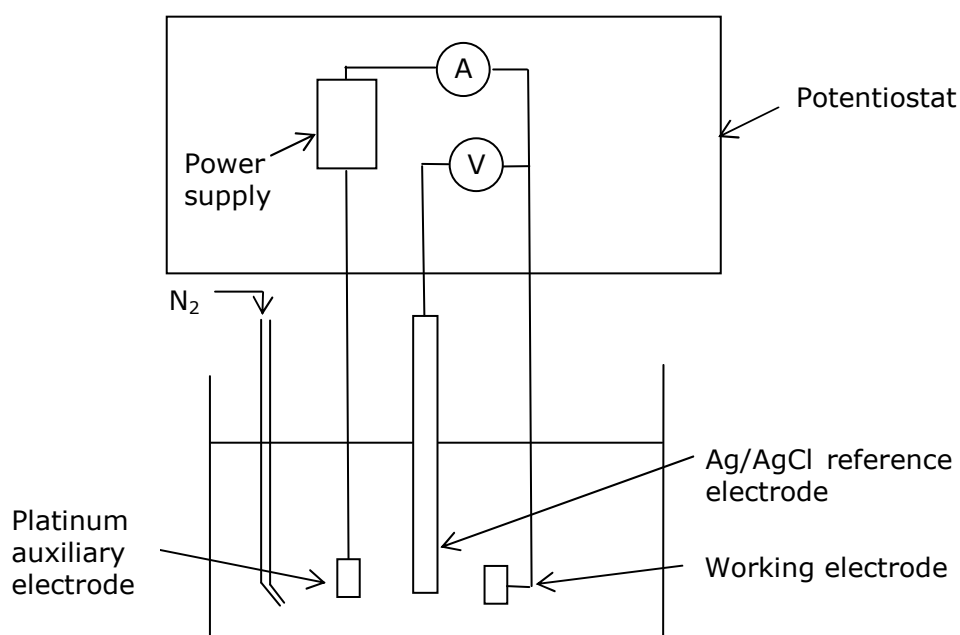 A
Potentiostat
Power
supply
V
N₂
Ag/AgCl reference
electrode
Platinum
auxiliary
electrode
Working electrode